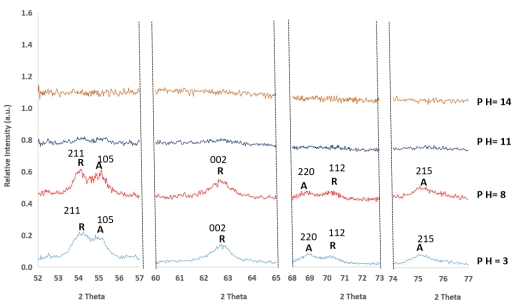 1.6
1.4
P H= 14
1.2
1.0
P H= 11
Relative Intensity (a.u.)
0.8
211 R 105 A 002 R 220 A 112 R 215 A
P H= 8
0.6
0.4
211 R 105 A 002 R 220 A 112 R 215 A
P H = 3
0.2
0.0
52 53 54 55 56 57 60 61 62 63 64 65 68 69 70 71 72 73 74 75 76 77
2 Theta 2 Theta 2 Theta 2 Theta